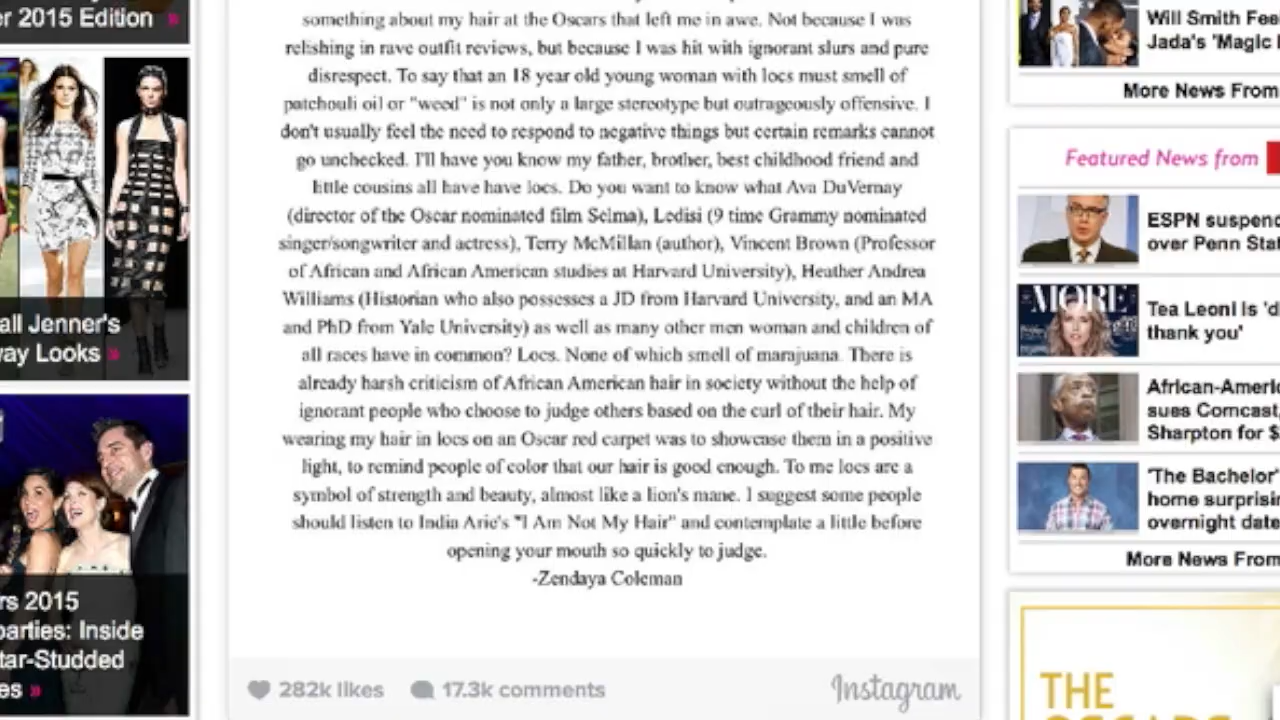 er 2015 Edition »
all Jenner's
way Looks »
rs 2015
parties: Inside
tar-Studded
es »
something about my hair at the Oscars that left me in awe. Not because I was
relishing in rave outfit reviews, but because I was hit with ignorant slurs and pure
disrespect. To say that an 18 year old young woman with locs must smell of
patchouli oil or "weed" is not only a large stereotype but outrageously offensive. I
don't usually feel the need to respond to negative things but certain remarks cannot
go unchecked. I'll have you know my father, brother, best childhood friend and
little cousins all have have locs. Do you want to know what Ava DuVernay
(director of the Oscar nominated film Selma), Ledisi (9 time Grammy nominated
singer/songwriter and actress), Terry McMillan (author), Vincent Brown (Professor
of African and African American studies at Harvard University), Heather Andrea
Williams (Historian who also possesses a JD from Harvard University, and an MA
and PhD from Yale University) as well as many other men woman and children of
all races have in common? Locs. None of which smell of marajuana. There is
already harsh criticism of African American hair in society without the help of
ignorant people who choose to judge others based on the curl of their hair. My
wearing my hair in locs on an Oscar red carpet was to showcase them in a positive
light, to remind people of color that our hair is good enough. To me locs are a
symbol of strength and beauty, almost like a lion's mane. I suggest some people
should listen to India Arie's "I Am Not My Hair" and contemplate a little before
opening your mouth so quickly to judge.
-Zendaya Coleman
282k likes 17.3k comments Instagram
Will Smith Fee
Jada's 'Magic
More News From
Featured News from
ESPN suspend
over Penn Stat
MORE
Tea Leoni is 'd
thank you'
African-Americ
sues Comcast,
Sharpton for $
'The Bachelor'
home surprisin
overnight date
More News From
THE
OSCARS